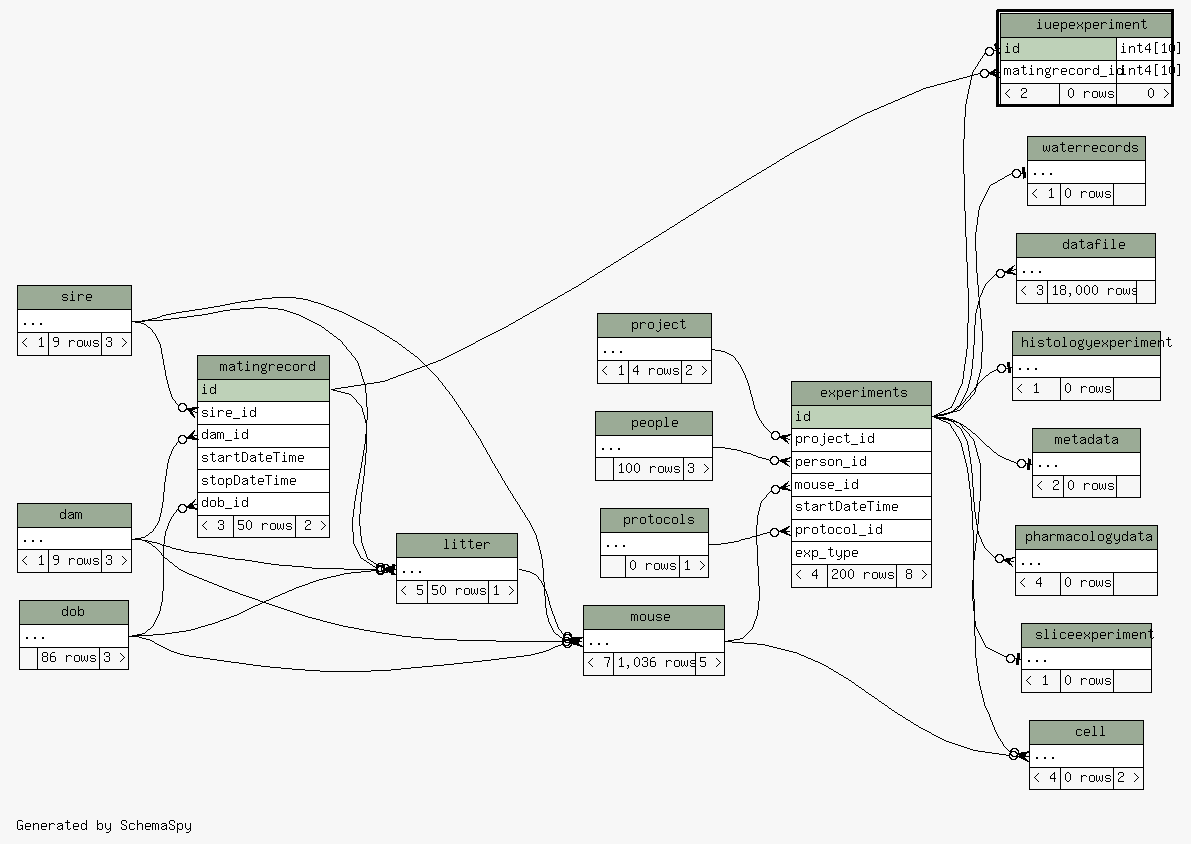 iuepexperiment
id int4[10]
matingrecord_id int4[10]
< 2 0 rows 0 >
waterrecords
...
< 1 0 rows
datafile
...
< 3 18,000 rows
sire
...
< 1 9 rows 3 >
project
...
< 1 4 rows 2 >
histologyexperiment
...
< 1 0 rows
matingrecord
id
sire_id
dam_id
startDateTime
stopDateTime
dob_id
< 3 50 rows 2 >
experiments
id
project_id
person_id
mouse_id
startDateTime
protocol_id
exp_type
< 4 200 rows 8 >
people
...
100 rows 3 >
metadata
...
< 2 0 rows
dam
...
< 1 9 rows 3 >
protocols
...
0 rows 1 >
pharmacologydata
...
< 4 0 rows
litter
...
< 5 50 rows 1 >
dob
...
86 rows 3 >
mouse
...
< 7 1,036 rows 5 >
sliceexperiment
...
< 1 0 rows
cell
...
< 4 0 rows 2 >
Generated by SchemaSpy